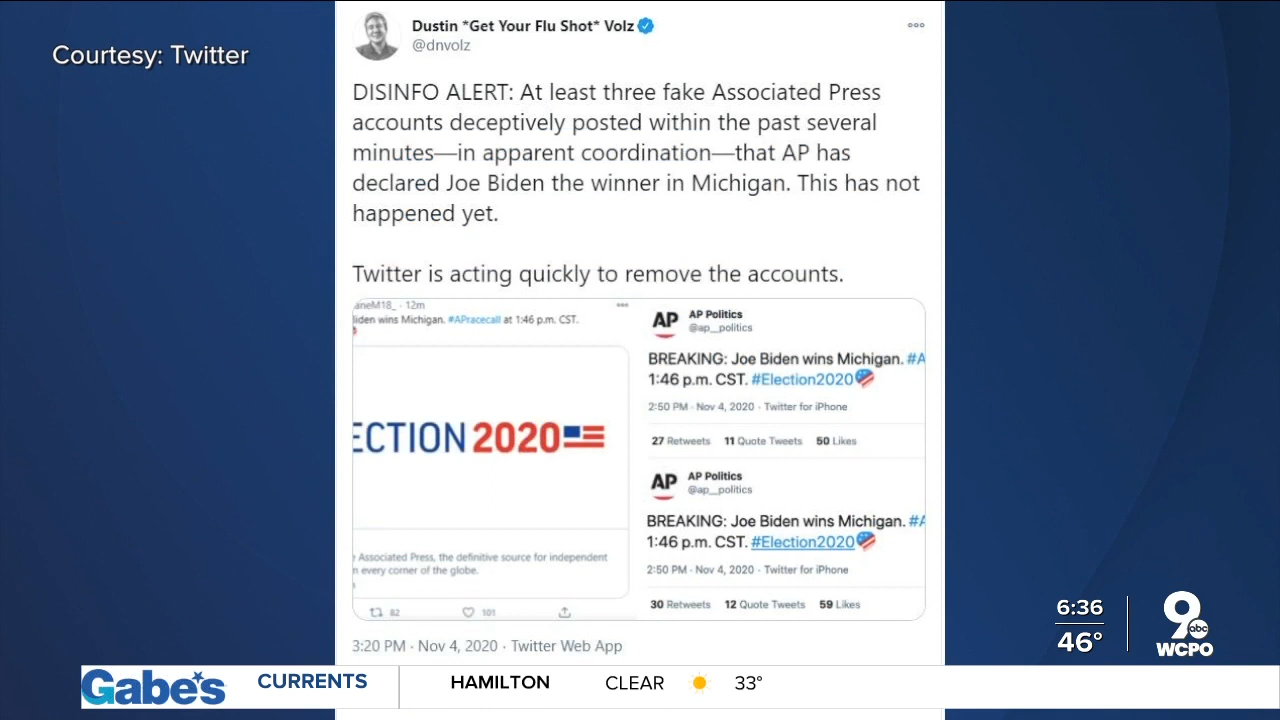 Courtesy: Twitter
Dustin *Get Your Flu Shot* Volz
@dnvolz
DISINFO ALERT: At least three fake Associated Press
accounts deceptively posted within the past several
minutes—in apparent coordination—that AP has
declared Joe Biden the winner in Michigan. This has not
happened yet.
Twitter is acting quickly to remove the accounts.
aneM18_ · 12m
iden wins Michigan. #APracecall at 1:46 p.m. CST.
ECTION 2020
Associated Press, the definitive source for independent
n every corner of the globe.
82 101
AP
AP Politics
@ap__politics
BREAKING: Joe Biden wins Michigan. #A
1:46 p.m. CST. #Election2020
2:50 PM · Nov 4, 2020 · Twitter for iPhone
27 Retweets 11 Quote Tweets 50 Likes
AP
AP Politics
@ap__politics
BREAKING: Joe Biden wins Michigan. #A
1:46 p.m. CST. #Election2020
2:50 PM · Nov 4, 2020 · Twitter for iPhone
30 Retweets 12 Quote Tweets 59 Likes
3:20 PM · Nov 4, 2020 · Twitter Web App
6:36
46°
9
abc
WCPO
Gabe's CURRENTS HAMILTON CLEAR 33°